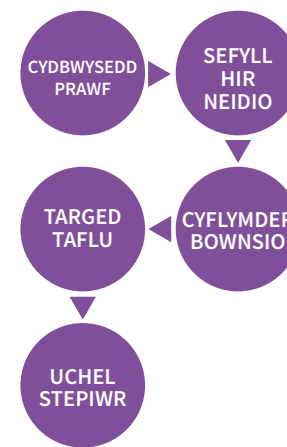 CYDBWYSEDD
PRAWF
SEFYLL
HIR
NEIDIO
CYFLYMDER
BOWNSIO
TARGED
TAFLU
UCHEL
STEPIWR